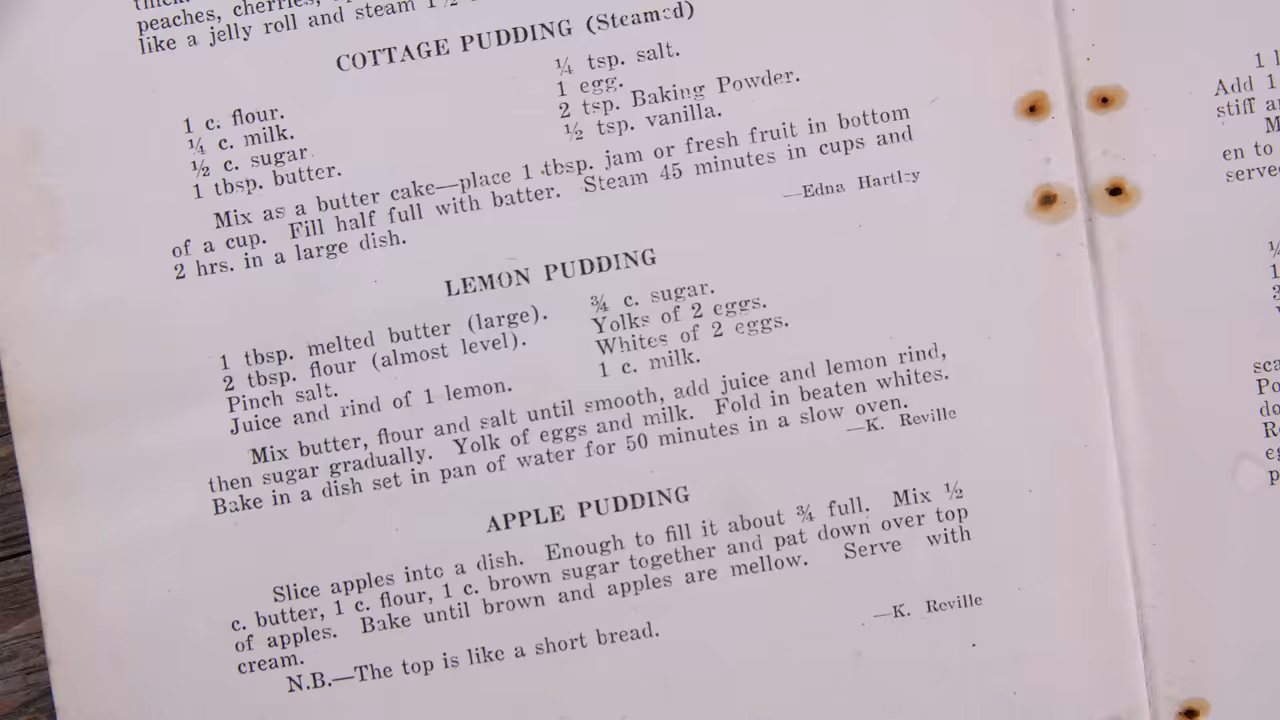 thick.
peaches, cherries,
like a jelly roll and steam 1½
COTTAGE PUDDING (Steamed)
1 c. flour.
¼ c. milk.
½ c. sugar
1 tbsp. butter.
¼ tsp. salt.
1 egg.
2 tsp. Baking Powder.
½ tsp. vanilla.
Mix as a butter cake—place 1 tbsp. jam or fresh fruit in bottom
of a cup. Fill half full with batter. Steam 45 minutes in cups and
2 hrs. in a large dish.
—Edna Hartley
LEMON PUDDING
1 tbsp. melted butter (large).
2 tbsp. flour (almost level).
Pinch salt.
Juice and rind of 1 lemon.
¾ c. sugar.
Yolks of 2 eggs.
Whites of 2 eggs.
1 c. milk.
Mix butter, flour and salt until smooth, add juice and lemon rind,
then sugar gradually. Yolk of eggs and milk. Fold in beaten whites.
Bake in a dish set in pan of water for 50 minutes in a slow oven.
—K. Reville
APPLE PUDDING
Slice apples into a dish. Enough to fill it about ¾ full. Mix ½
c. butter, 1 c. flour, 1 c. brown sugar together and pat down over top
of apples. Bake until brown and apples are mellow. Serve with
cream.
—K. Reville
N.B.—The top is like a short bread.
1
Add 1
stiff
M
en to
serve
¼
1
3
sca
Po
do
Re
eg
p